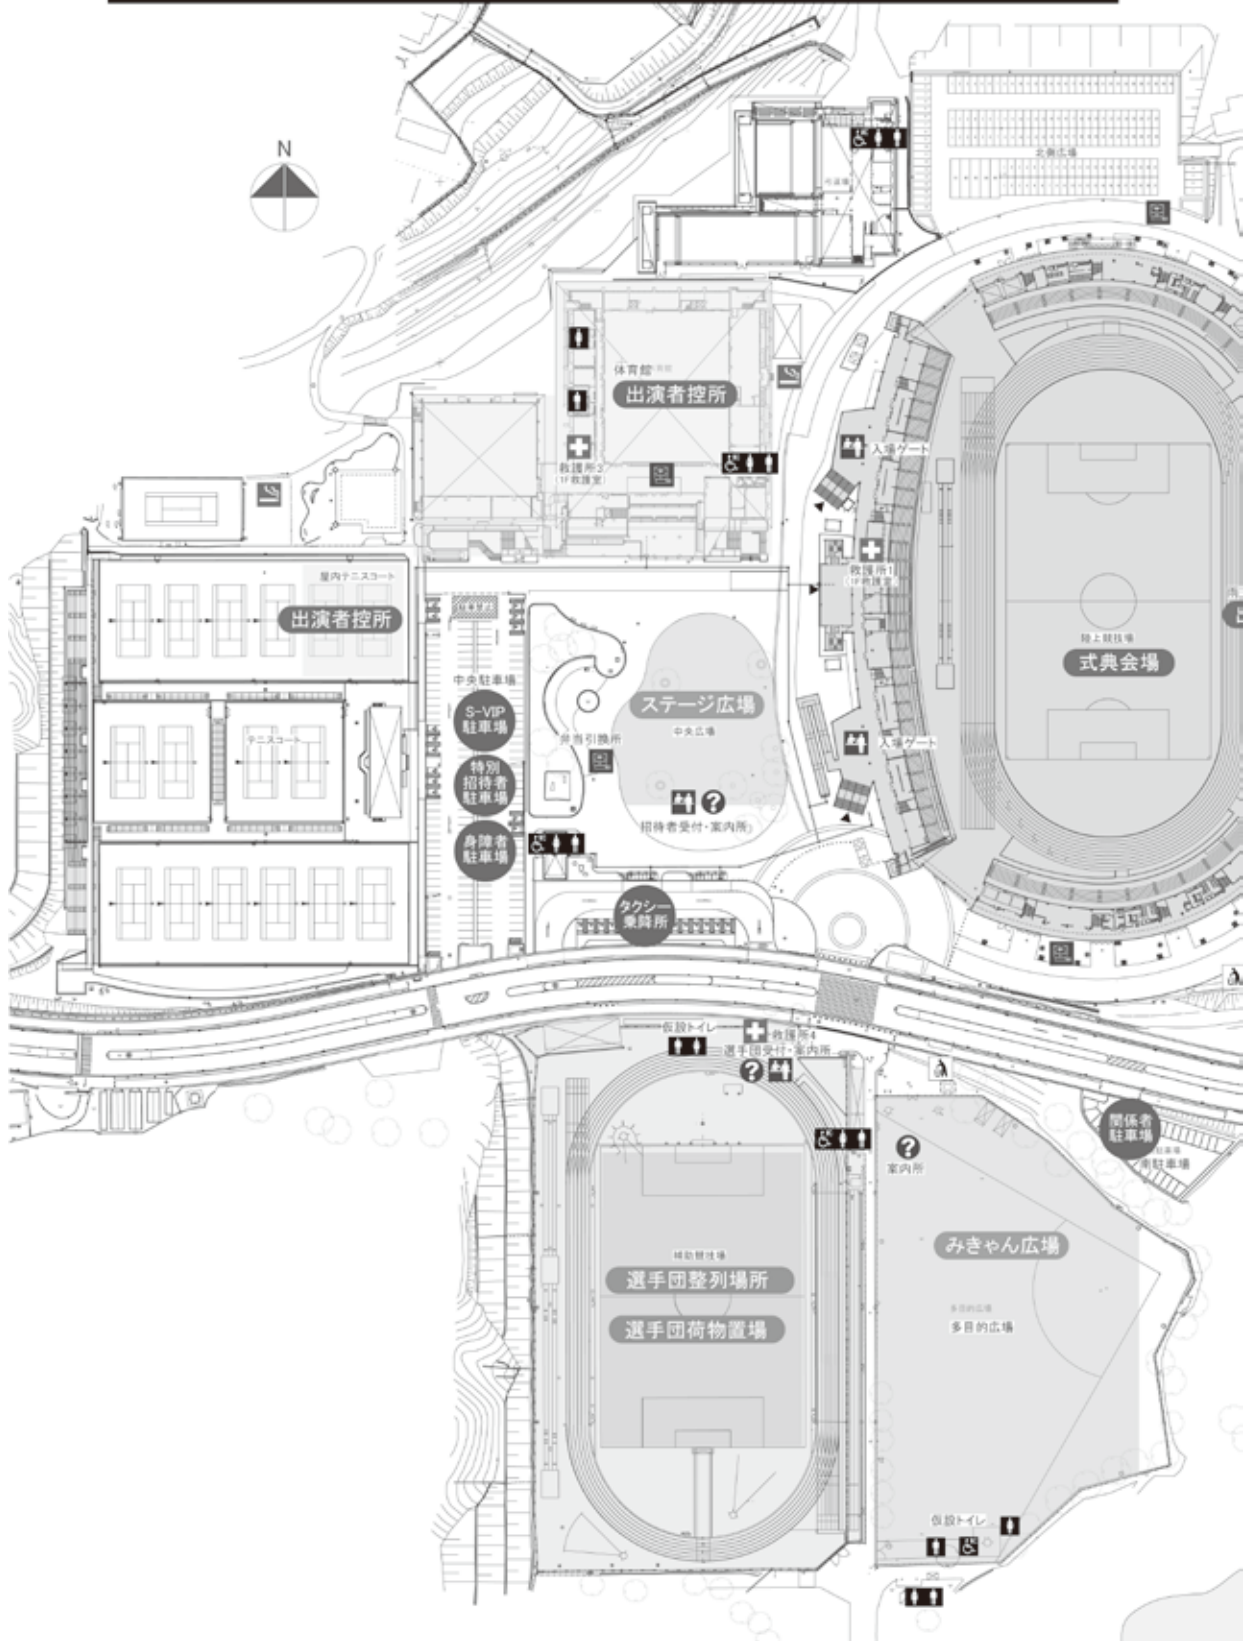 N
北側広場
弓道場
体育館
出演者控所
入場ゲート
救護所3
(1F救護室)
救護所1
(1F救護室)
屋内テニスコート
出演者控所
陸上競技場
式典会場
中央駐車場
S-VIP
駐車場
ステージ広場
中央広場
テニスコート
弁当引換所
入場ゲート
特別
招待者
駐車場
?
招待者受付・案内所
身障者
駐車場
タクシー
乗降所
仮設トイレ
救護所4
選手団受付・案内所
?
関係者
駐車場
南駐車場
?
案内所
みきゃん広場
補助競技場
選手団整列場所
選手団荷物置場
多目的広場
多目的広場
仮設トイレ